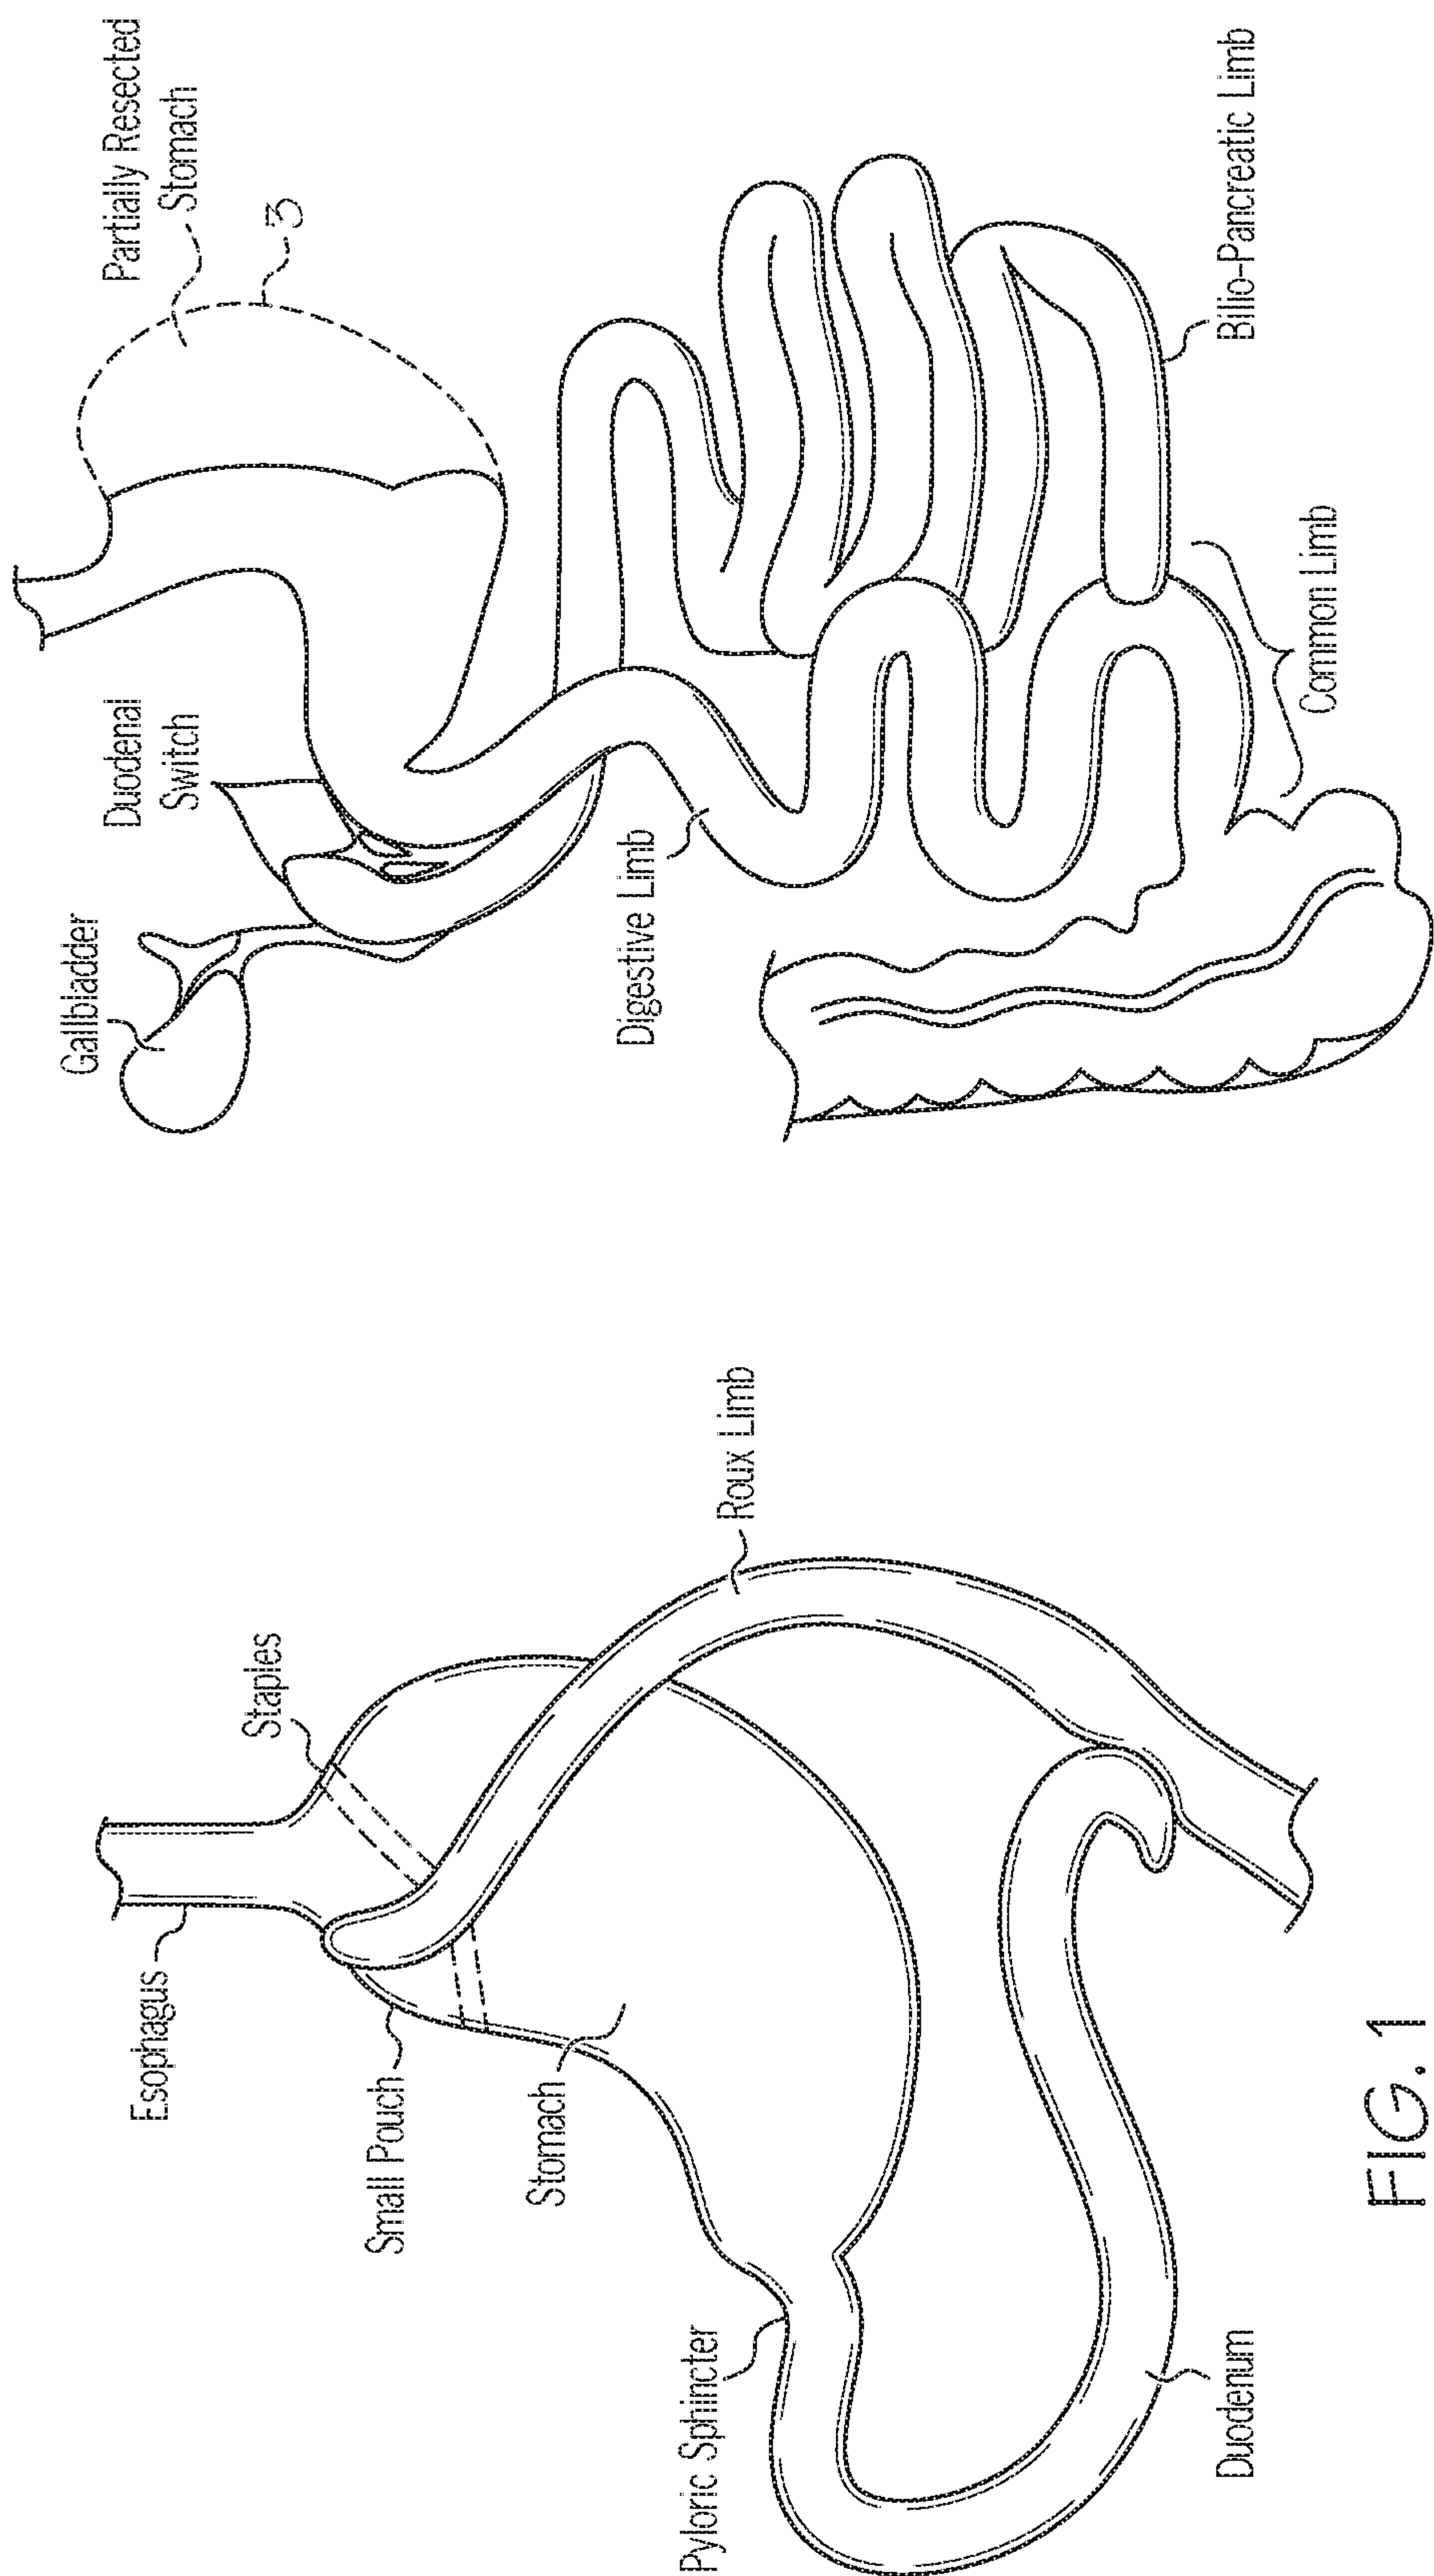 Esophagus
Staples
Small Pouch
Stomach
Roux Limb
Pyloric Sphincter
Duodenum
FIG. 1
Partially Resected
Stomach
3
Duodenal
Switch
Gallbladder
Digestive Limb
Bilio-Pancreatic Limb
Common Limb